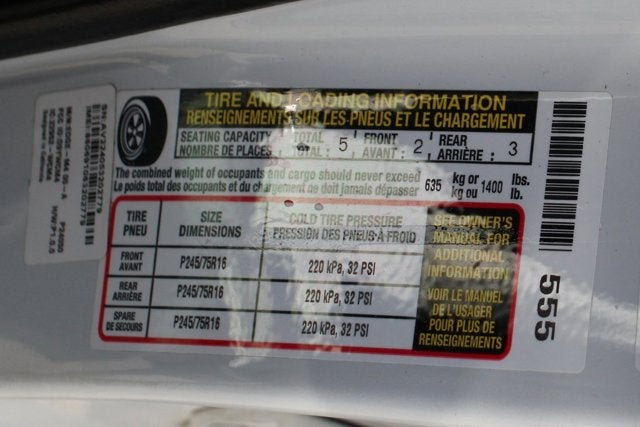 TIRE AND LOADING INFORMATION
RENSEIGNEMENTS SUR LES PNEUS ET LE CHARGEMENT
SEATING CAPACITY TOTAL : 5 FRONT : 2 REAR : 3
NOMBRE DE PLACES AVANT ARRIÈRE
The combined weight of occupants and cargo should never exceed 635 kg or 1400 lbs.
Le poids total des occupants et du chargement ne doit jamais dépasser kg ou lb.
TIRE
PNEU
SIZE
DIMENSIONS
COLD TIRE PRESSURE
PRESSION DES PNEUS À FROID
FRONT
AVANT
P245/75R16
220 kPa, 32 PSI
REAR
ARRIÈRE
P245/75R16
220 kPa, 32 PSI
SPARE
DE SECOURS
P245/75R16
220 kPa, 32 PSI
SEE OWNER'S
MANUAL FOR
ADDITIONAL
INFORMATION
VOIR LE MANUEL
DE L'USAGER
POUR PLUS DE
RENSEIGNEMENTS
555